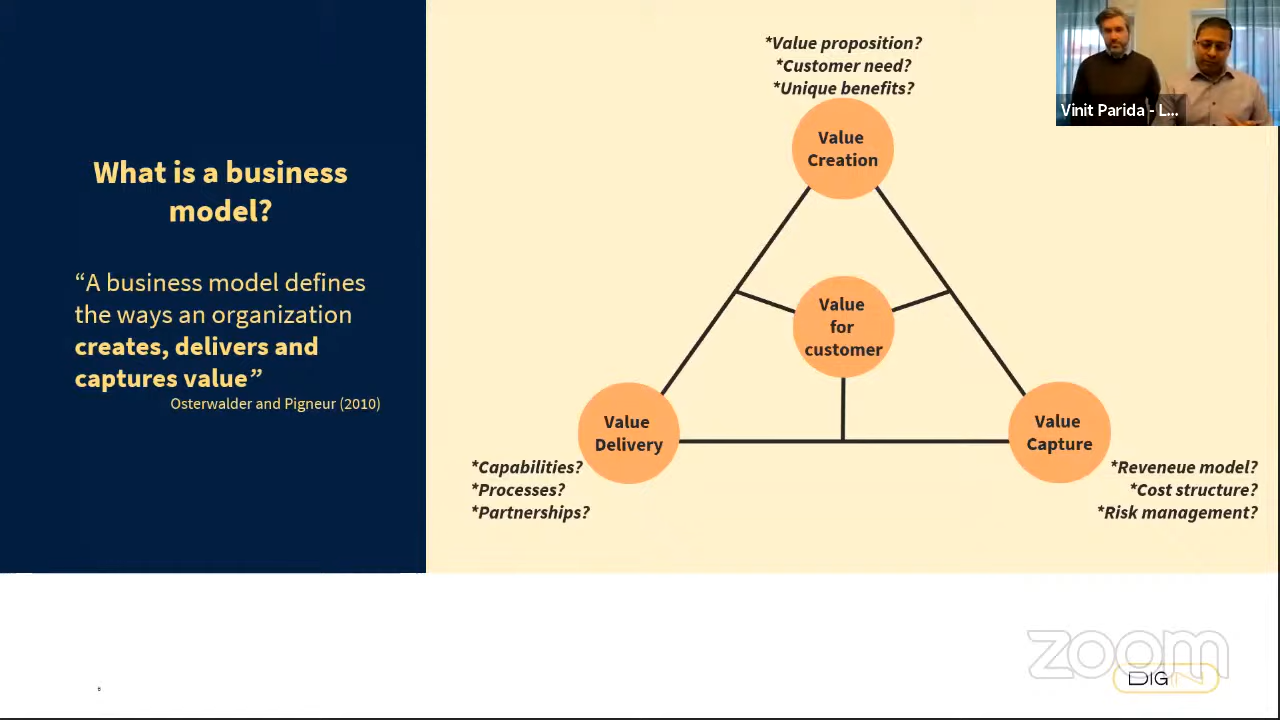 What is a business
model?
“A business model defines
the ways an organization
creates, delivers and
captures value”
Osterwalder and Pigneur (2010)
*Value proposition?
*Customer need?
*Unique benefits?
Value
Creation
Value
for
customer
Value
Delivery
*Capabilities?
*Processes?
*Partnerships?
Value
Capture
*Reveneue model?
*Cost structure?
*Risk management?
Vinit Parida - L...
zoom
DIGIN